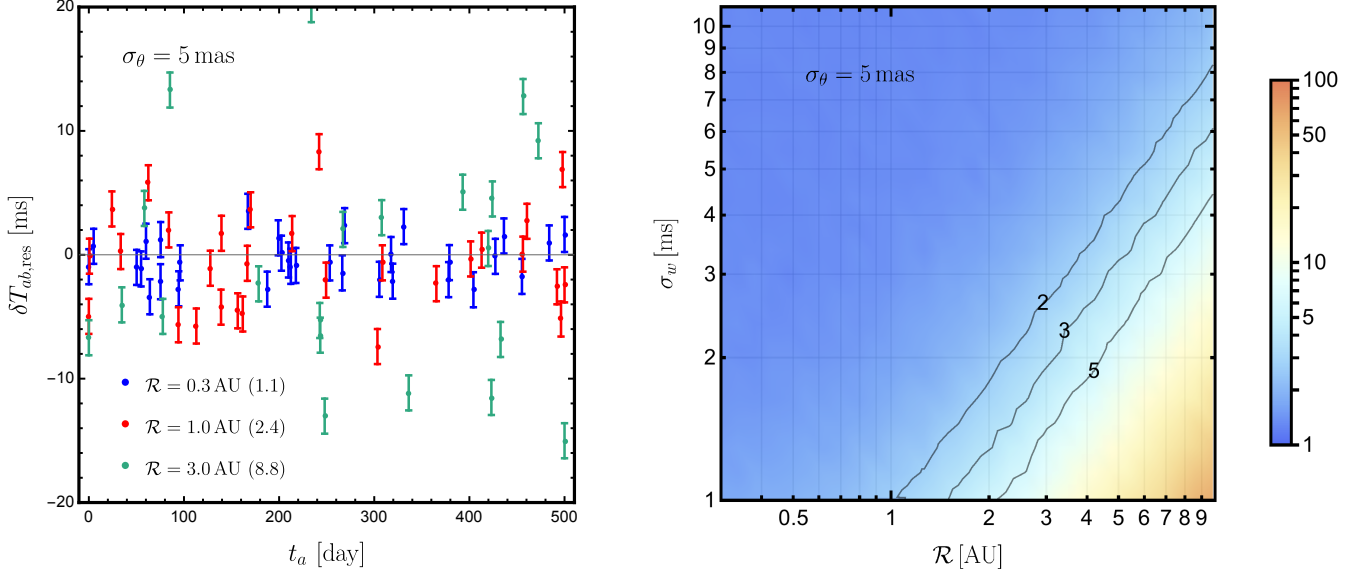 20
10
0
−10
−20
δT_ab,res [ms]
σ_θ = 5 mas
ℛ = 0.3 AU (1.1)
ℛ = 1.0 AU (2.4)
ℛ = 3.0 AU (8.8)
0 100 200 300 400 500
t_a [day]
10
9
8
7
6
5
4
3
2
1
σ_w [ms]
σ_θ = 5 mas
2
3
5
0.5 1 2 3 4 5 6 7 8 9
ℛ [AU]
100
50
10
5
1